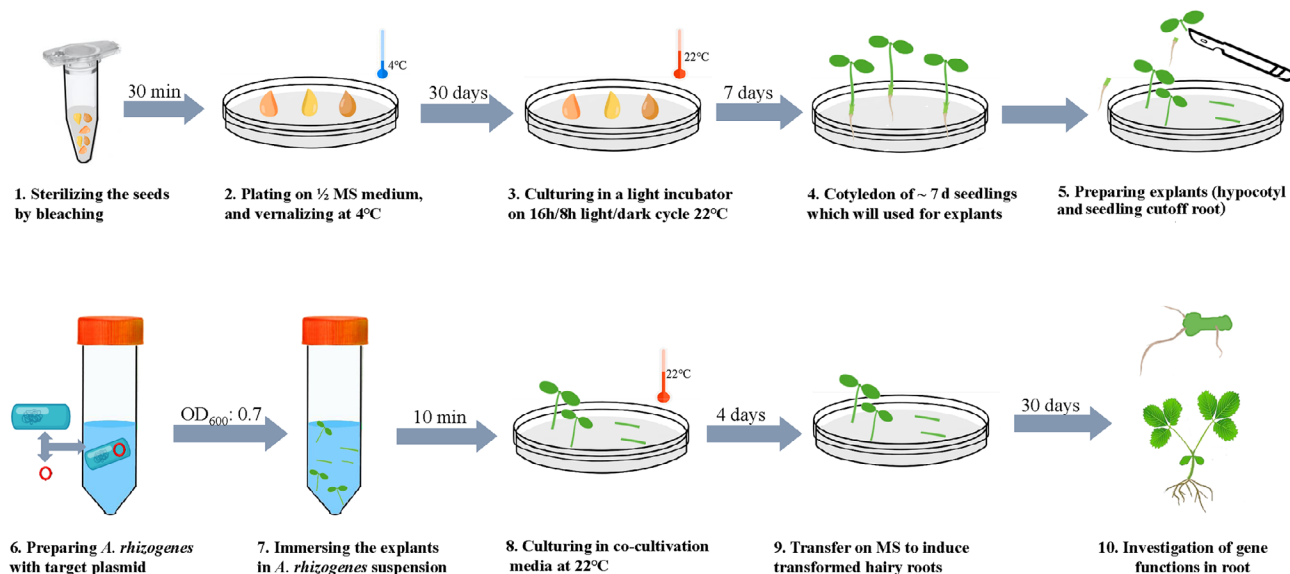 30 min
4°C
30 days
22°C
7 days
1. Sterilizing the seeds
by bleaching
2. Plating on ½ MS medium,
and vernalizing at 4°C
3. Culturing in a light incubator
on 16h/8h light/dark cycle 22°C
4. Cotyledon of ~ 7 d seedlings
which will used for explants
5. Preparing explants (hypocotyl
and seedling cutoff root)
OD600: 0.7
10 min
22°C
4 days
30 days
6. Preparing A. rhizogenes
with target plasmid
7. Immersing the explants
in A. rhizogenes suspension
8. Culturing in co-cultivation
media at 22°C
9. Transfer on MS to induce
transformed hairy roots
10. Investigation of gene
functions in root